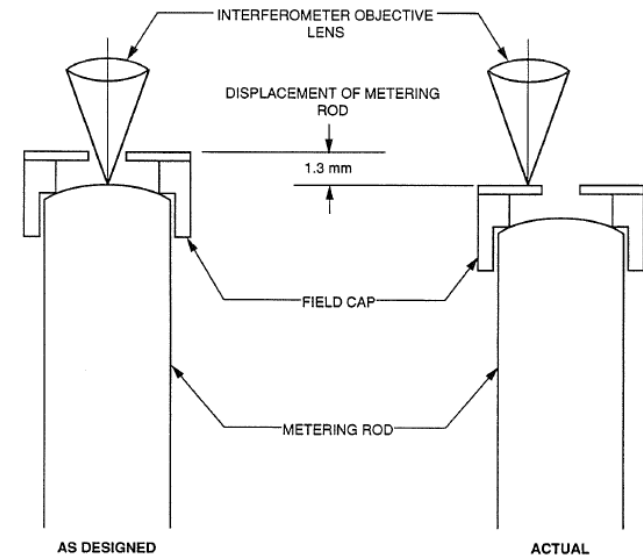 INTERFEROMETER OBJECTIVE
LENS
DISPLACEMENT OF METERING
ROD
1.3 mm
FIELD CAP
METERING ROD
AS DESIGNED
ACTUAL